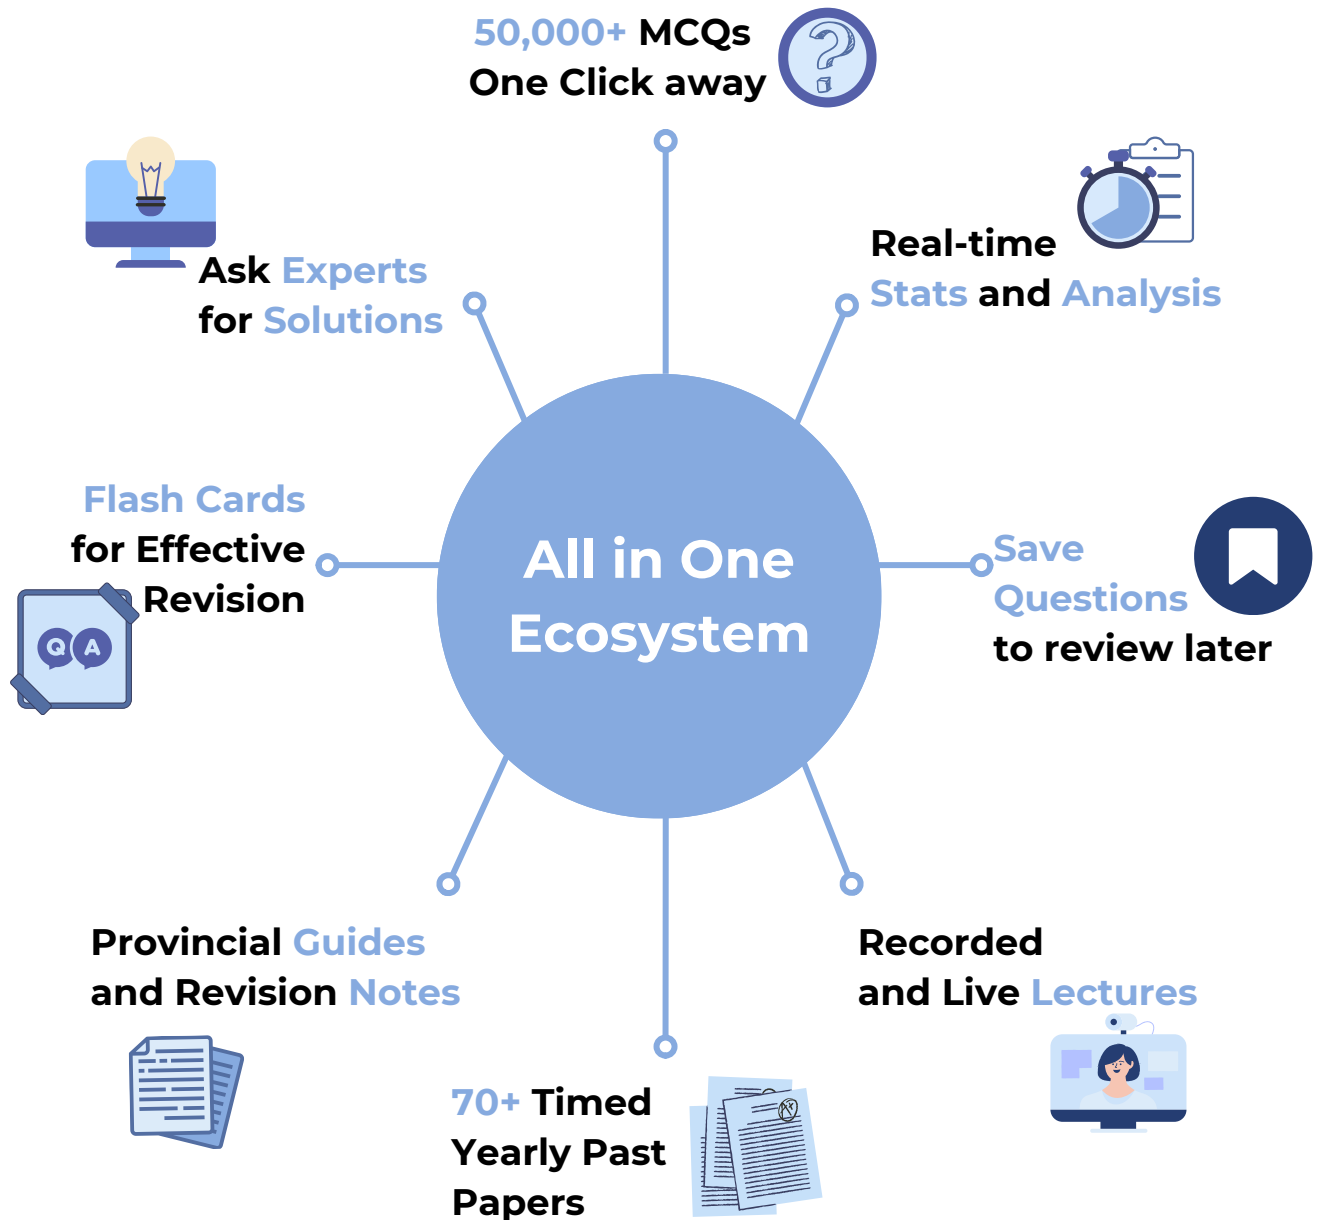 50,000+ MCQs
One Click away
Ask Experts
for Solutions
Real-time
Stats and Analysis
Flash Cards
for Effective
Revision
Q A
All in One
Ecosystem
Save
Questions
to review later
Provincial Guides
and Revision Notes
Recorded
and Live Lectures
70+ Timed
Yearly Past
Papers